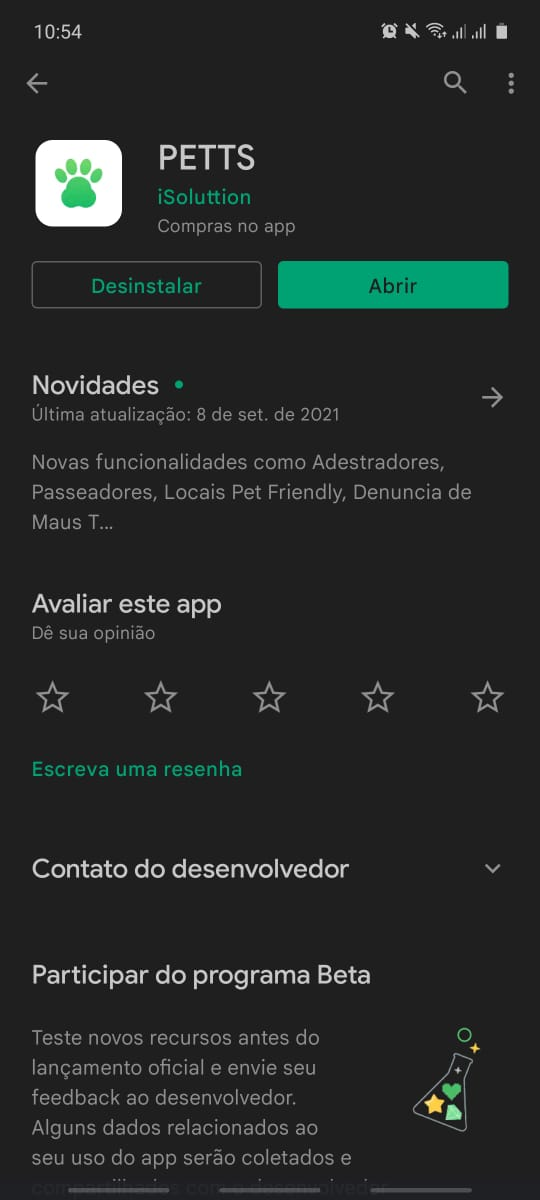 10:54
PETTS
iSoluttion
Compras no app
Desinstalar
Abrir
Novidades
Última atualização: 8 de set. de 2021
Novas funcionalidades como Adestradores,
Passeadores, Locais Pet Friendly, Denuncia de
Maus T...
Avaliar este app
Dê sua opinião
Escreva uma resenha
Contato do desenvolvedor
Participar do programa Beta
Teste novos recursos antes do
lançamento oficial e envie seu
feedback ao desenvolvedor.
Alguns dados relacionados ao
seu uso do app serão coletados e
compartilhados com o desenvolvedor